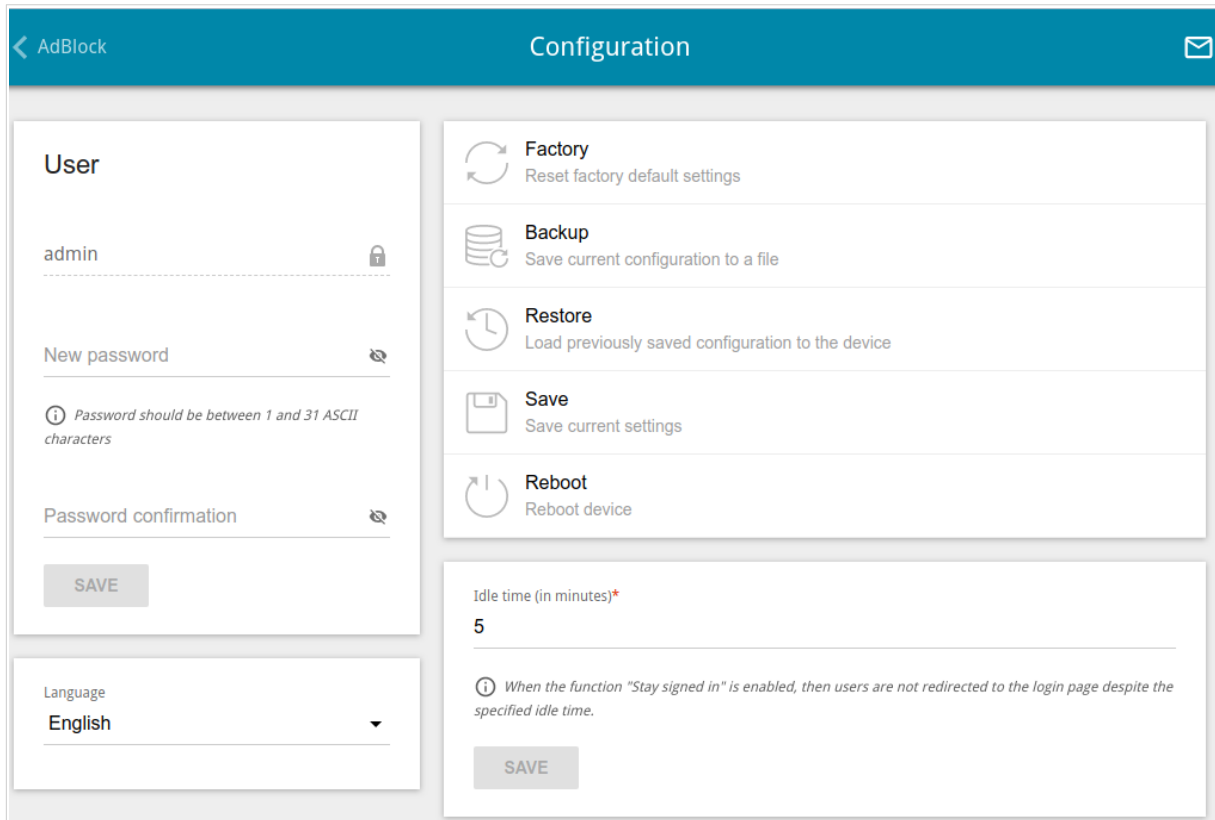 AdBlock
Configuration
User
admin
New password
Password should be between 1 and 31 ASCII
characters
Password confirmation
SAVE
Language
English
Factory
Reset factory default settings
Backup
Save current configuration to a file
Restore
Load previously saved configuration to the device
Save
Save current settings
Reboot
Reboot device
Idle time (in minutes)*
5
When the function "Stay signed in" is enabled, then users are not redirected to the login page despite the
specified idle time.
SAVE